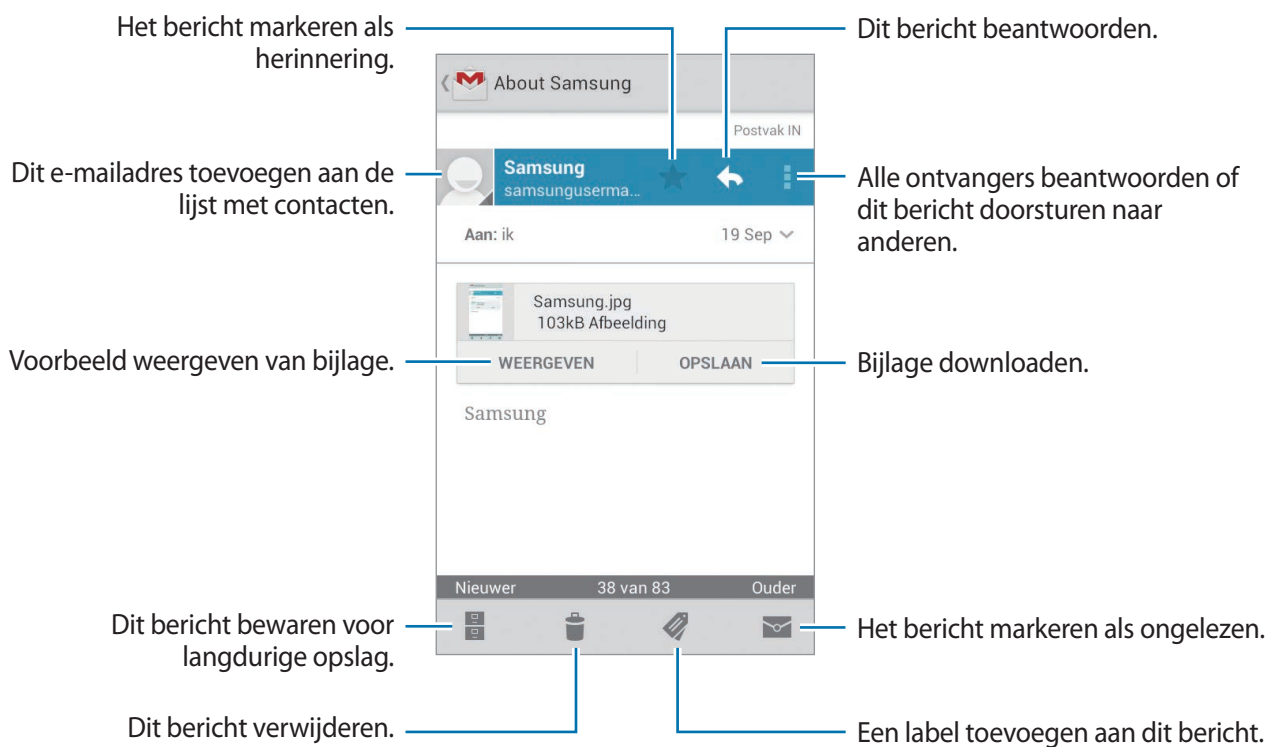 Het bericht markeren als
herinnering.
Dit bericht beantwoorden.
About Samsung
Postvak IN
Dit e-mailadres toevoegen aan de
lijst met contacten.
Samsung
samsunguserma...
Alle ontvangers beantwoorden of
dit bericht doorsturen naar
anderen.
Aan: ik
19 Sep
Samsung.jpg
103kB Afbeelding
Voorbeeld weergeven van bijlage.
WEERGEVEN
OPSLAAN
Bijlage downloaden.
Samsung
Nieuwer
38 van 83
Ouder
Dit bericht bewaren voor
langdurige opslag.
Het bericht markeren als ongelezen.
Dit bericht verwijderen.
Een label toevoegen aan dit bericht.